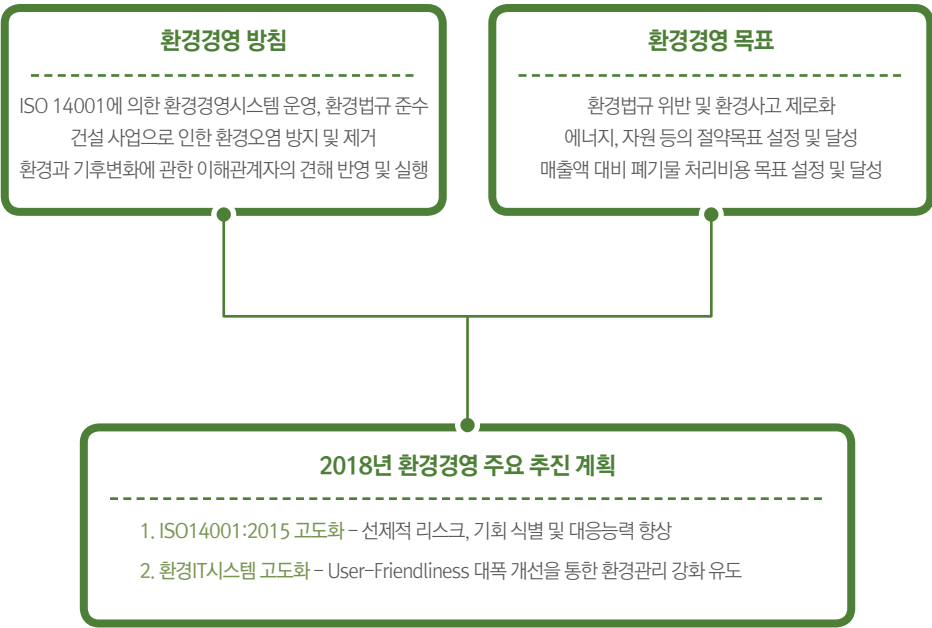 환경경영 방침
ISO 14001에 의한 환경경영시스템 운영, 환경법규 준수
건설 사업으로 인한 환경오염 방지 및 제거
환경과 기후변화에 관한 이해관계자의 견해 반영 및 실행
환경경영 목표
환경법규 위반 및 환경사고 제로화
에너지, 자원 등의 절약목표 설정 및 달성
매출액 대비 폐기물 처리비용 목표 설정 및 달성
2018년 환경경영 주요 추진 계획
1. ISO14001:2015 고도화 – 선제적 리스크, 기회 식별 및 대응능력 향상
2. 환경IT시스템 고도화 – User-Friendliness 대폭 개선을 통한 환경관리 강화 유도